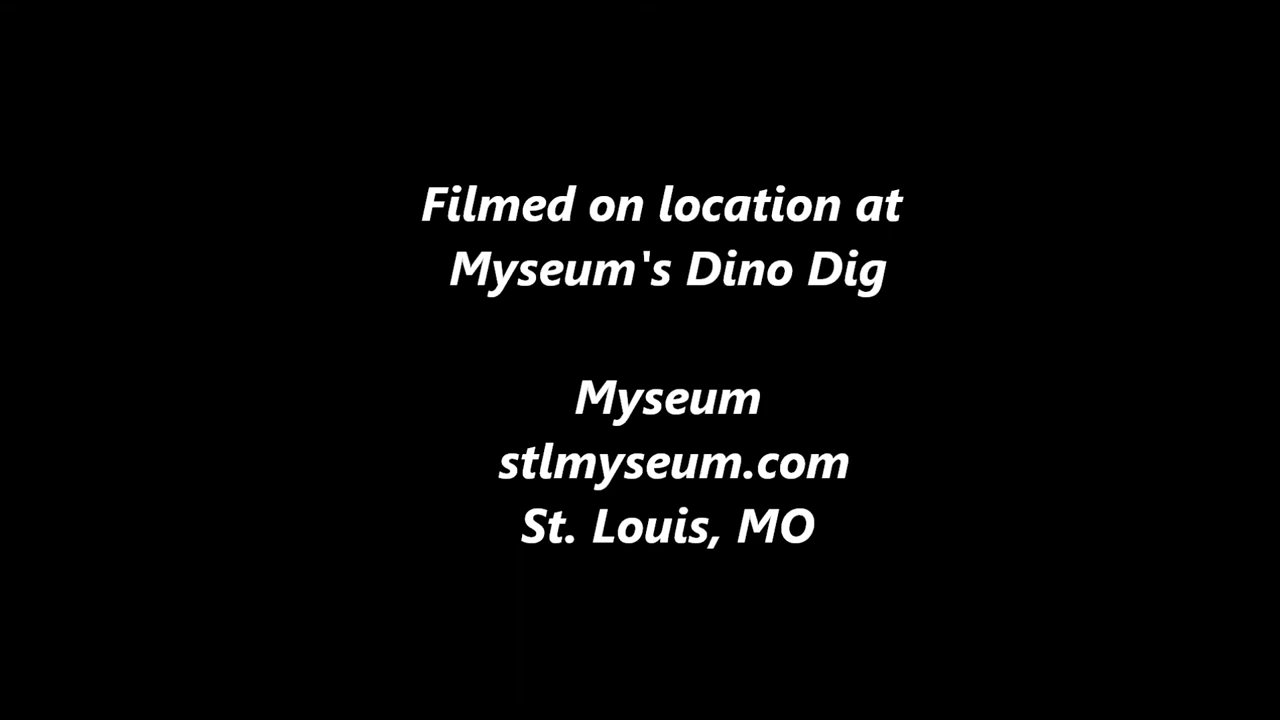 Filmed on location at
Myseum's Dino Dig
Myseum
stlmyseum.com
St. Louis, MO